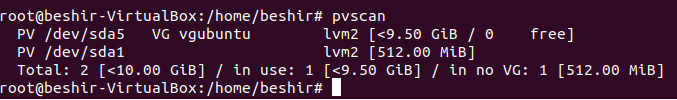 root@beshir-VirtualBox:/home/beshir# pvscan
  PV /dev/sda5   VG vgubuntu        lvm2 [<9.50 GiB / 0    free]
  PV /dev/sda1                      lvm2 [512.00 MiB]
  Total: 2 [<10.00 GiB] / in use: 1 [<9.50 GiB] / in no VG: 1 [512.00 MiB]
root@beshir-VirtualBox:/home/beshir#